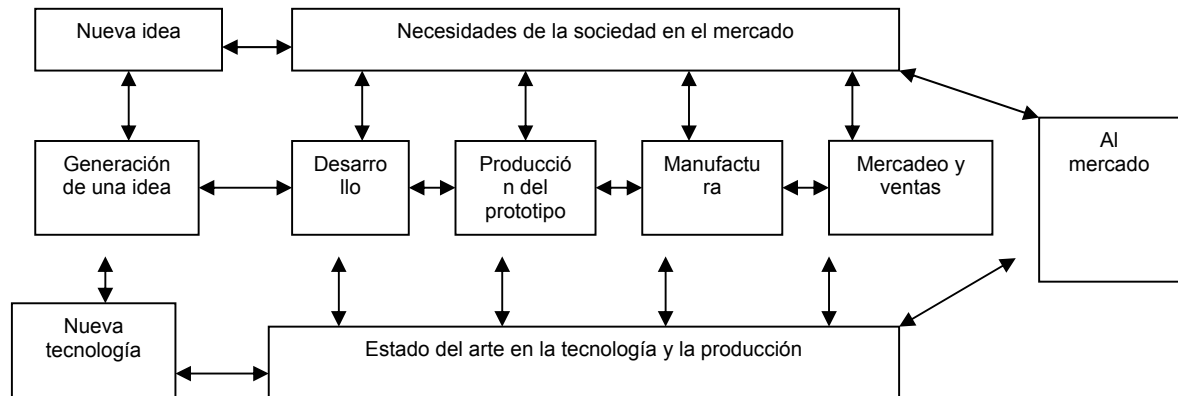 Nueva idea
Necesidades de la sociedad en el mercado
Al
mercado
Generación
de una idea
Desarro
llo
Producció
n del
prototipo
Manufactu
ra
Mercadeo y
ventas
Nueva
tecnología
Estado del arte en la tecnología y la producción